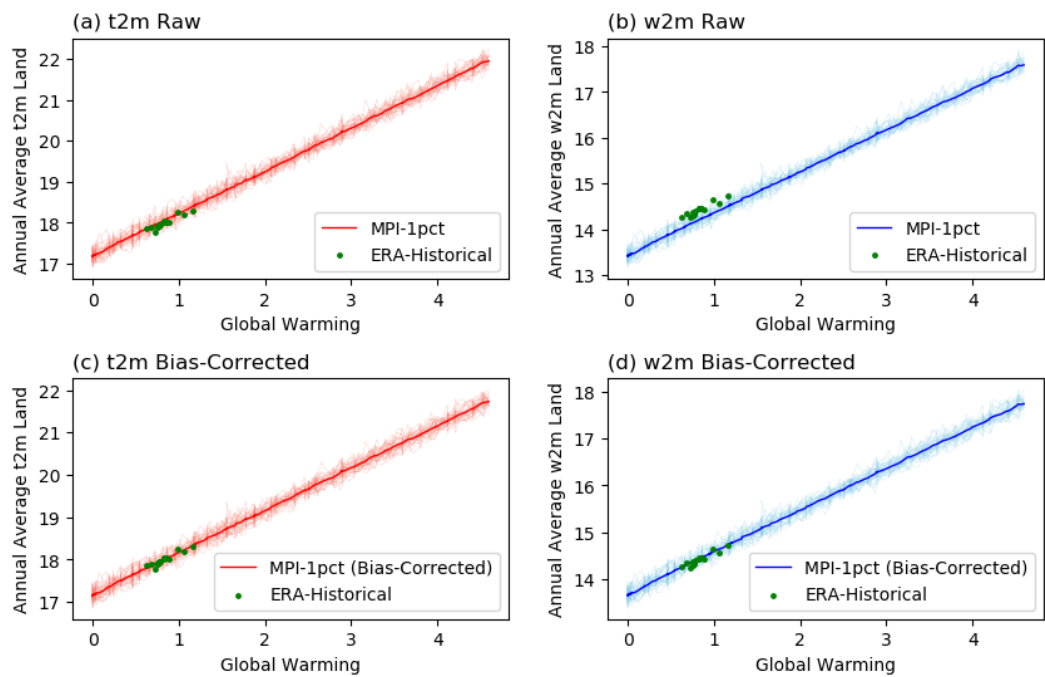 (a) t2m Raw
Annual Average t2m Land
22
21
20
19
18
17
MPI-1pct
ERA-Historical
0 1 2 3 4
Global Warming
(b) w2m Raw
Annual Average w2m Land
18
17
16
15
14
13
MPI-1pct
ERA-Historical
0 1 2 3 4
Global Warming
(c) t2m Bias-Corrected
Annual Average t2m Land
22
21
20
19
18
17
MPI-1pct (Bias-Corrected)
ERA-Historical
0 1 2 3 4
Global Warming
(d) w2m Bias-Corrected
Annual Average w2m Land
18
17
16
15
14
MPI-1pct (Bias-Corrected)
ERA-Historical
0 1 2 3 4
Global Warming